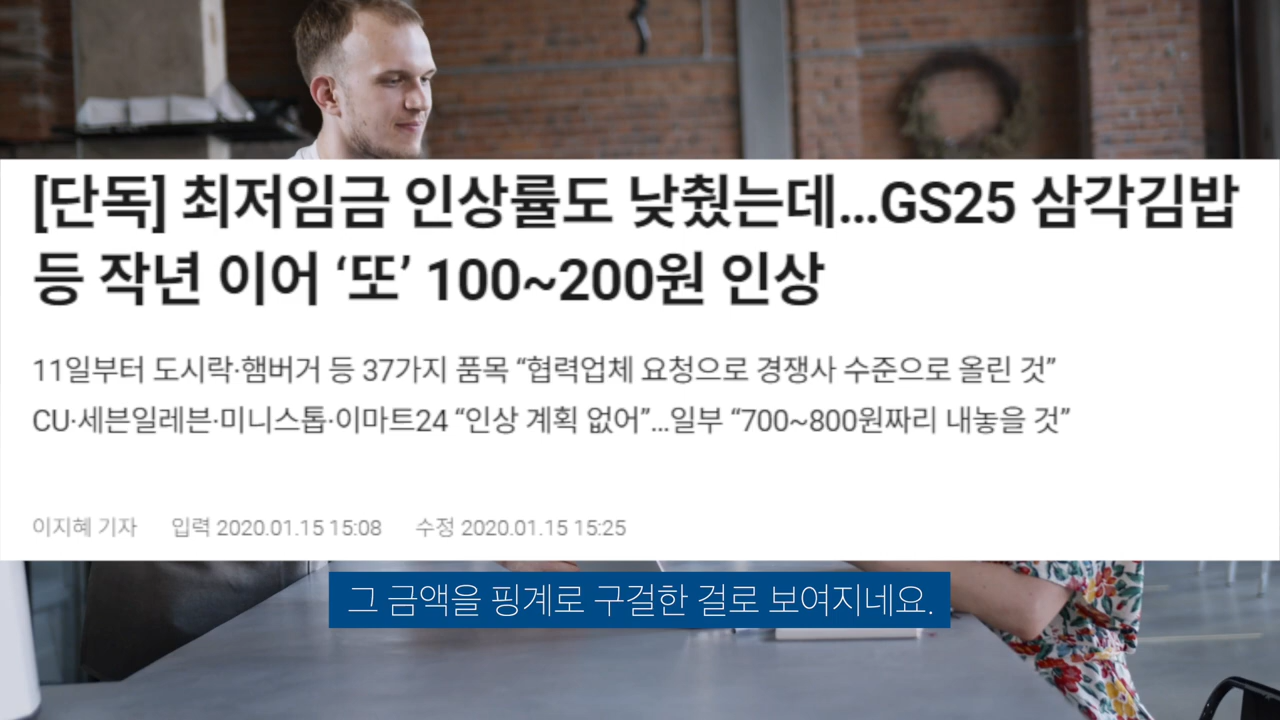 [단독] 최저임금 인상률도 낮췄는데...GS25 삼각김밥
등 작년 이어 ‘또’ 100~200원 인상
11일부터 도시락·햄버거 등 37가지 품목 “협력업체 요청으로 경쟁사 수준으로 올린 것”
CU·세븐일레븐·미니스톱·이마트24 “인상 계획 없어”...일부 “700~800원짜리 내놓을 것”
이지혜 기자 입력 2020.01.15 15:08 수정 2020.01.15 15:25
그 금액을 핑계로 구걸한 걸로 보여지네요.